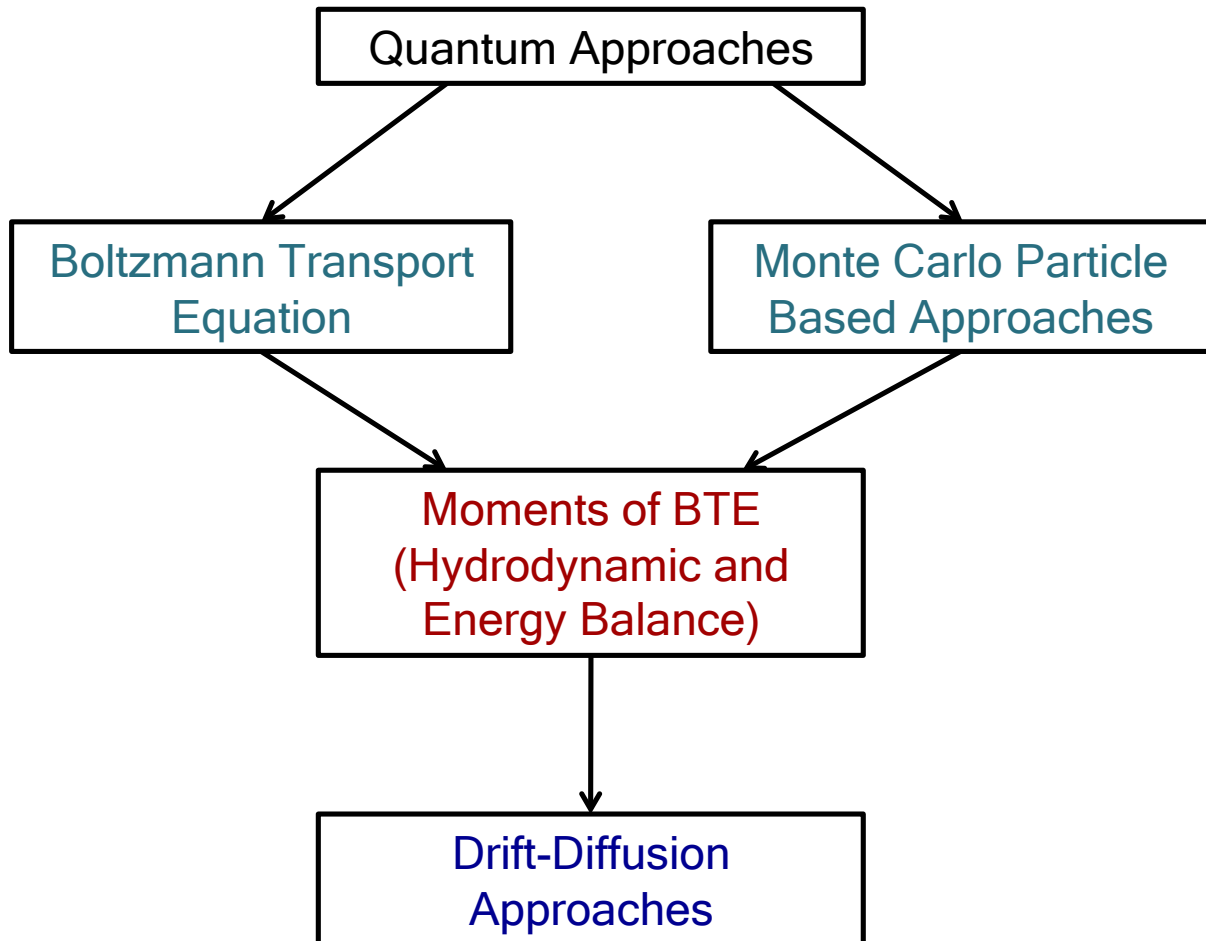 Quantum Approaches
Boltzmann Transport
Equation
Monte Carlo Particle
Based Approaches
Moments of BTE
(Hydrodynamic and
Energy Balance)
Drift-Diffusion
Approaches